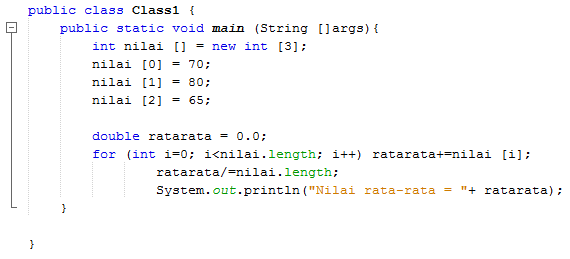 public class Class1 {
public static void main (String []args){
int nilai [] = new int [3];
nilai [0] = 70;
nilai [1] = 80;
nilai [2] = 65;
double ratarata = 0.0;
for (int i=0; i<nilai.length; i++) ratarata+=nilai [i];
ratarata/=nilai.length;
System.out.println("Nilai rata-rata = "+ ratarata);
}
}